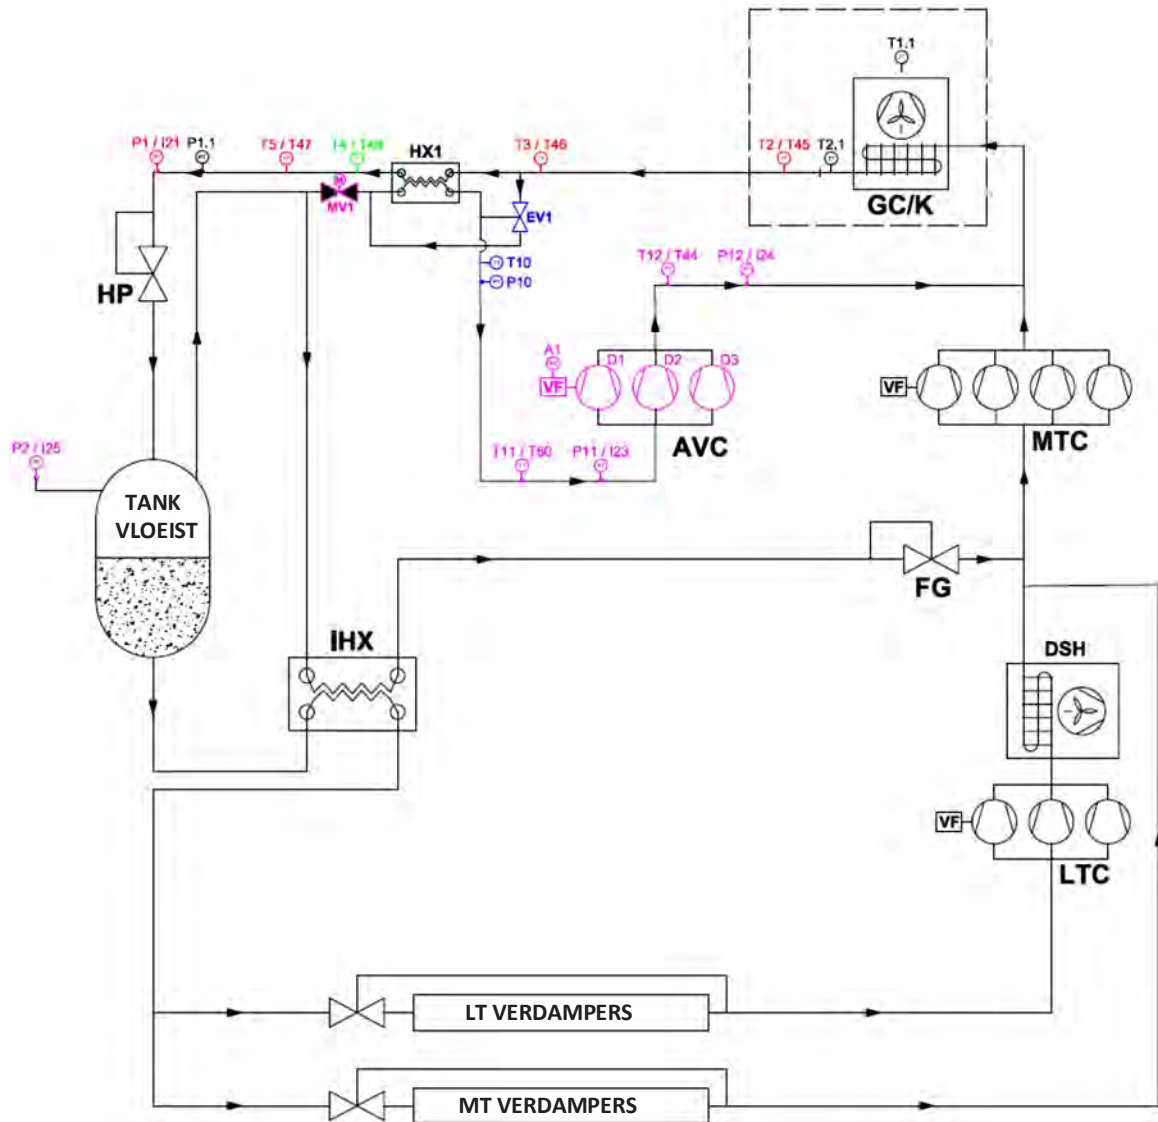 T1.1
P1 / I21
P1.1
T5 / T47
T4 / T48
HX1
T3 / T46
T2 / T45
T2.1
GC/K
MV1
EV1
HP
T10
P10
T12 / T44
P12 / I24
A1
VF
D1
D2
D3
VF
AVC
MTC
P2 / I25
T11 / T50
P11 / I23
TANK
VLOEIST
FG
IHX
DSH
VF
LTC
LT VERDAMPERS
MT VERDAMPERS